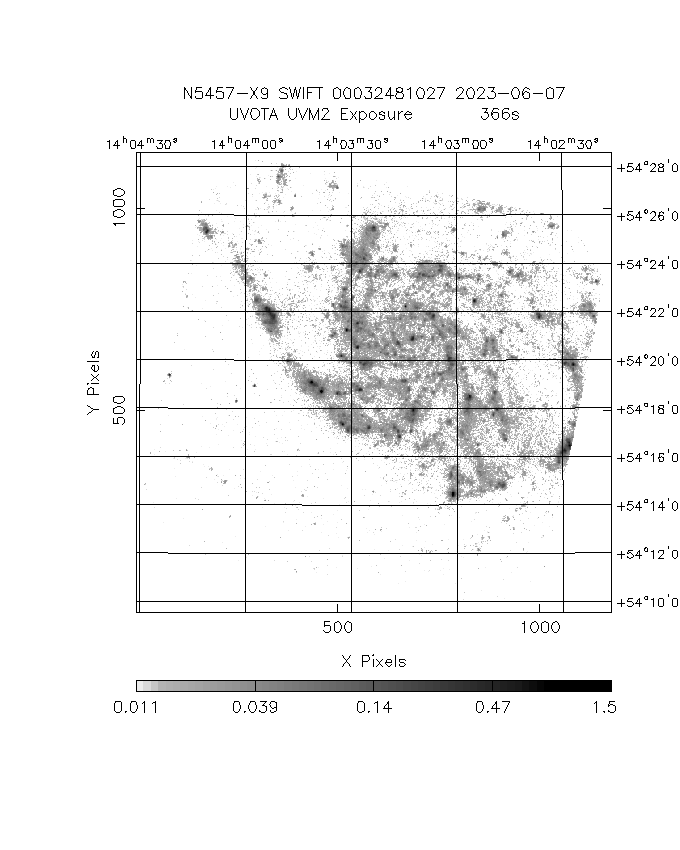 N5457-X9 SWIFT 00032481027 2023-06-07
UVOTA UVM2 Exposure 366s
14ʰ04ᵐ30ˢ 14ʰ04ᵐ00ˢ 14ʰ03ᵐ30ˢ 14ʰ03ᵐ00ˢ 14ʰ02ᵐ30ˢ
+54°28'0
1000
+54°26'0
+54°24'0
+54°22'0
+54°20'0
Y Pixels
500
+54°18'0
+54°16'0
+54°14'0
+54°12'0
+54°10'0
500 1000
X Pixels
0.011 0.039 0.14 0.47 1.5